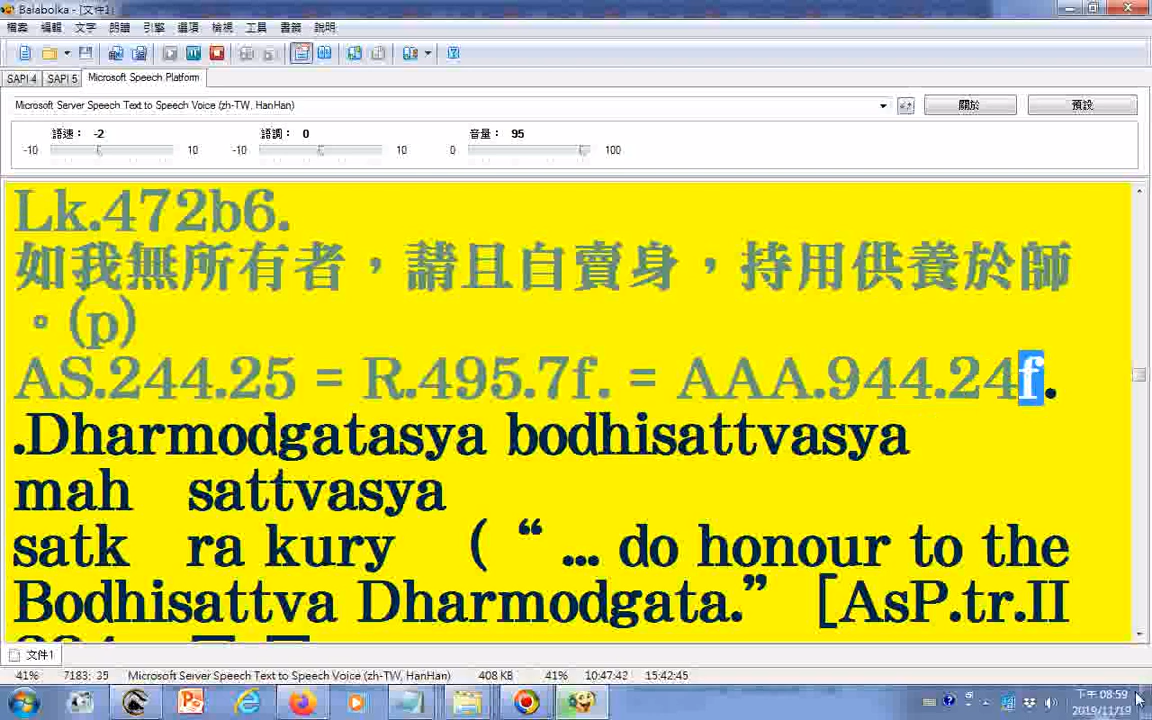 Balabolka - [文件1]
檔案 編輯 文字 朗讀 引擎 選項 檢視 工具 書籤 說明
SAPI 4 SAPI 5 Microsoft Speech Platform
Microsoft Server Speech Text to Speech Voice (zh-TW, HanHan) 關於 預設
語速： -2 語調： 0 音量： 95
-10 10 -10 10 0 100
Lk.472b6.
如我無所有者，請且自賣身，持用供養於師
。(p)
AS.244.25 = R.495.7f. = AAA.944.24f.
.Dharmodgatasya bodhisattvasya
mah sattvasya
satk ra kury ( “ ... do honour to the
Bodhisattva Dharmodgata.” [AsP.tr.II
文件1
41% 7183: 35 Microsoft Server Speech Text to Speech Voice (zh-TW, HanHan) 408 KB 41% 10:47:42 15:42:45
下午 08:59
2019/11/19